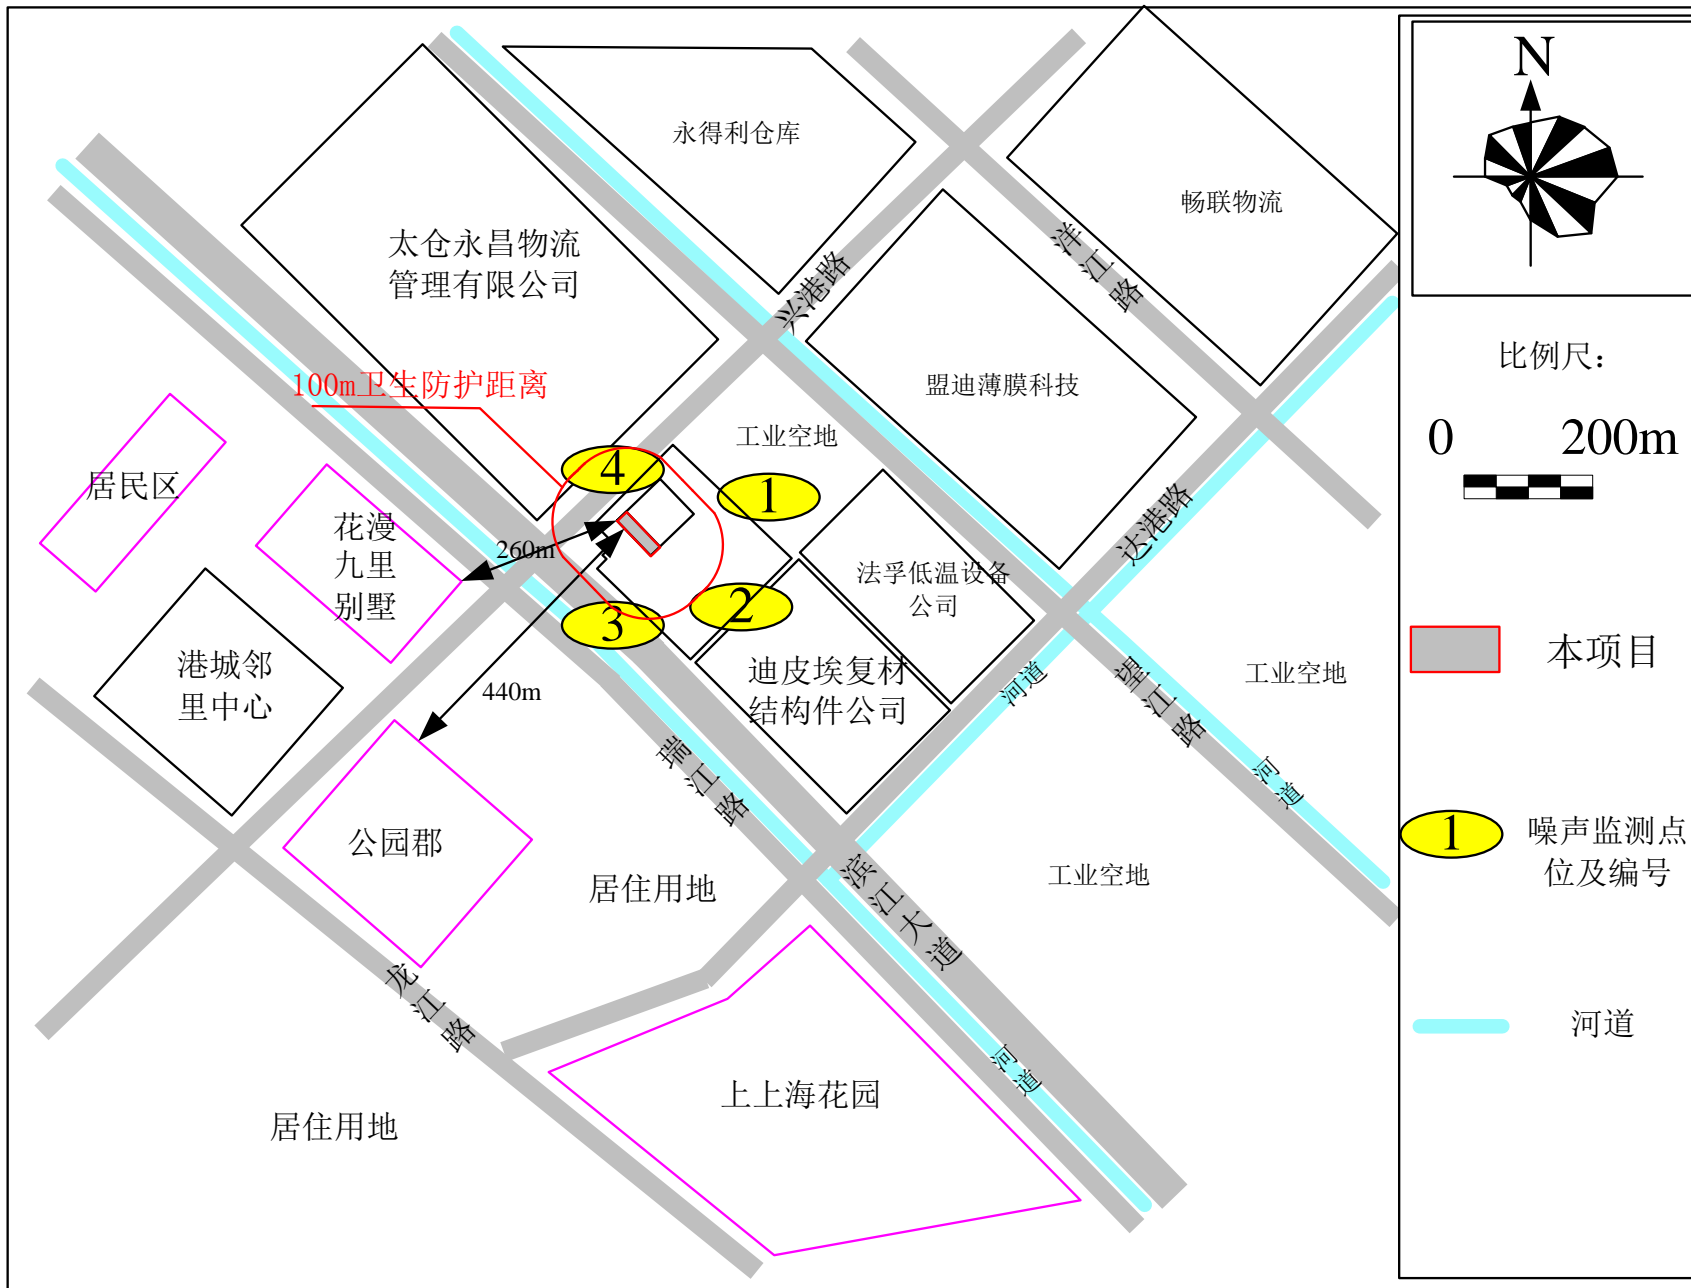 永得利仓库
畅联物流
太仓永昌物流
管理有限公司
兴港路
洋江路
100m卫生防护距离
盟迪薄膜科技
工业空地
居民区
花漫
九里
别墅
260m
4
1
2
3
达港路
法孚低温设备
公司
港城邻
里中心
440m
迪皮埃复材
结构件公司
河道
望江路
工业空地
河道
瑞江路
公园郡
居住用地
滨江大道
工业空地
龙江路
河道
上上海花园
居住用地
N
比例尺：
0 200m
本项目
1
噪声监测点
位及编号
河道